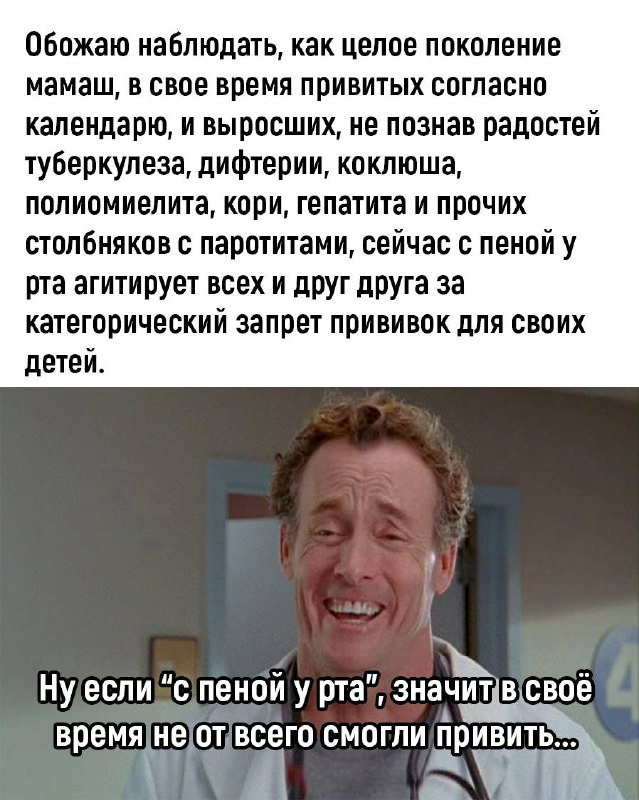 Обожаю наблюдать, как целое поколение
мамаш, в свое время привитых согласно
календарю, и выросших, не познав радостей
туберкулеза, дифтерии, коклюша,
полиомиелита, кори, гепатита и прочих
столбняков с паротитами, сейчас с пеной у
рта агитирует всех и друг друга за
категорический запрет прививок для своих
детей.
Ну если “с пеной у рта”, значит в своё
время не от всего смогли привить...
4